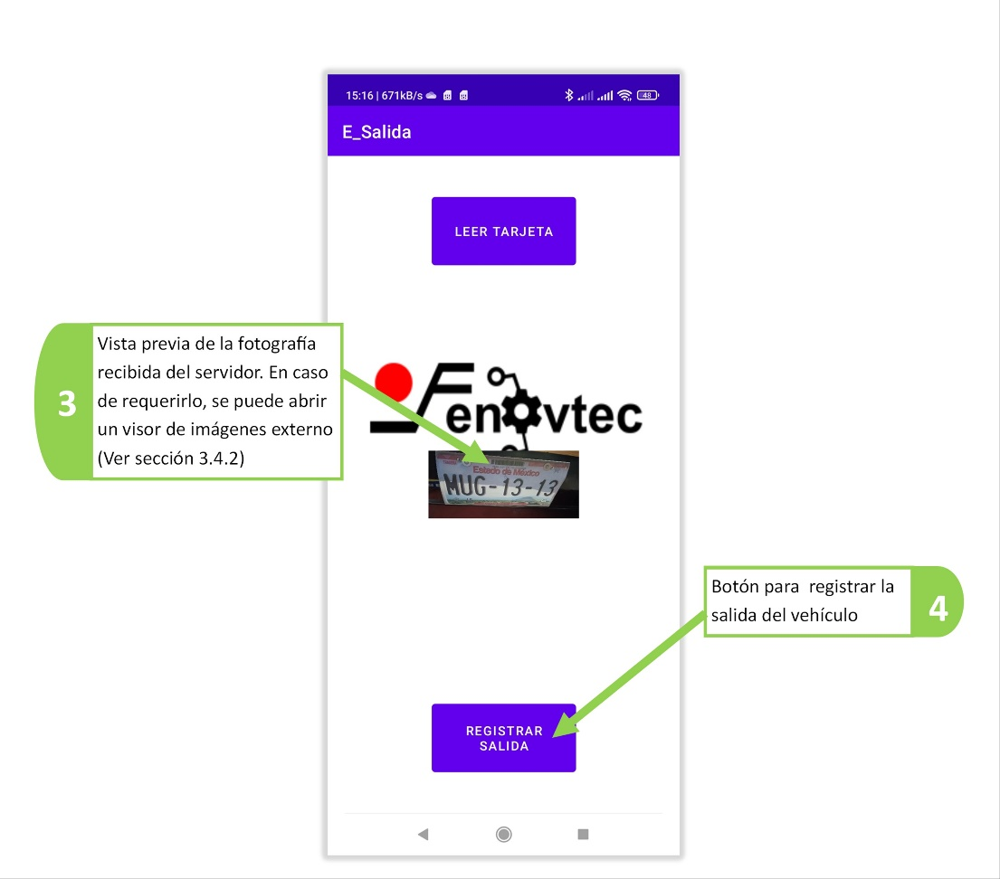 15:16 | 671kB/s
48
E_Salida
LEER TARJETA
3
Vista previa de la fotografía
recibida del servidor. En caso
de requerirlo, se puede abrir
un visor de imágenes externo
(Ver sección 3.4.2)
Fenovtec
Estado de México
MUG-13-13
Botón para  registrar la
salida del vehículo
4
REGISTRAR
SALIDA